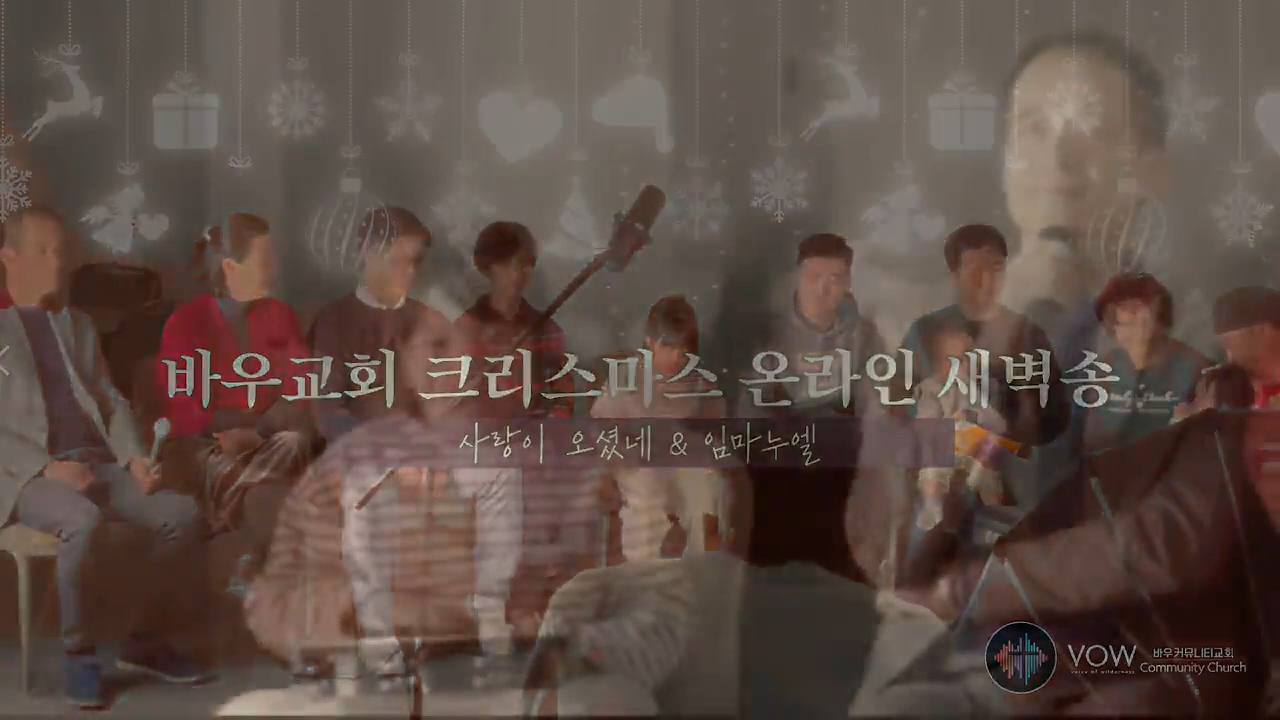 바우교회 크리스마스 온라인 새벽송
사랑이 오셨네 & 임마누엘
VOW
voice of wilderness
바우커뮤니티교회
Community Church